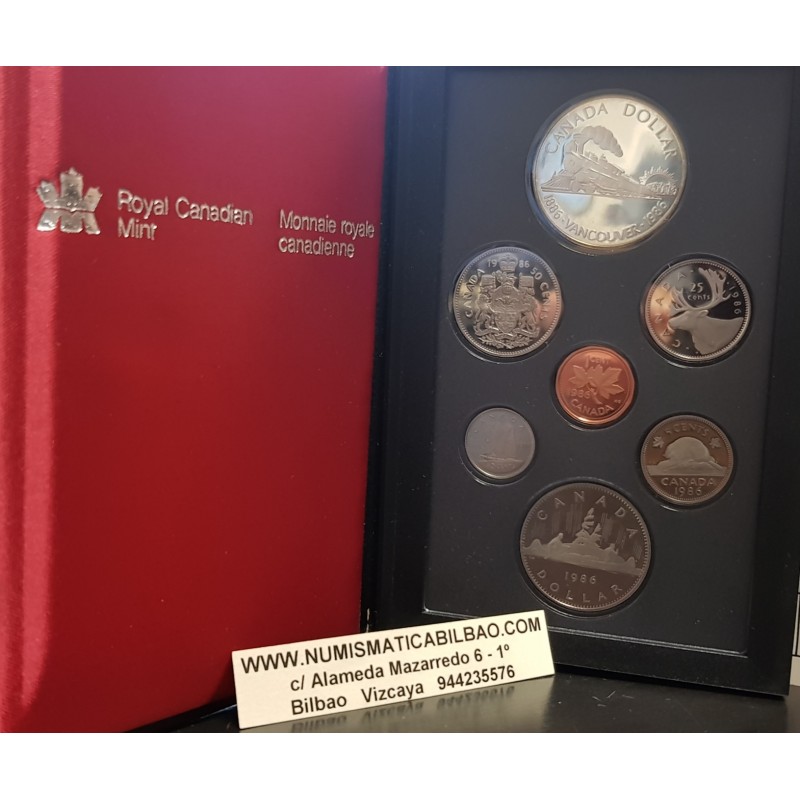 Royal Canadian
Mint
Monnaie royale
canadienne
CANADA DOLLAR
1886 · VANCOUVER · 1986
CANADA 1986 50 CENTS
CANADA 1986
25
cents
1 CENT
1986
CANADA
5 CENTS
CANADA
1986
CANADA
1986
DOLLAR
WWW.NUMISMATICABILBAO.COM
c/ Alameda Mazarredo 6 - 1º
Bilbao Vizcaya 944235576